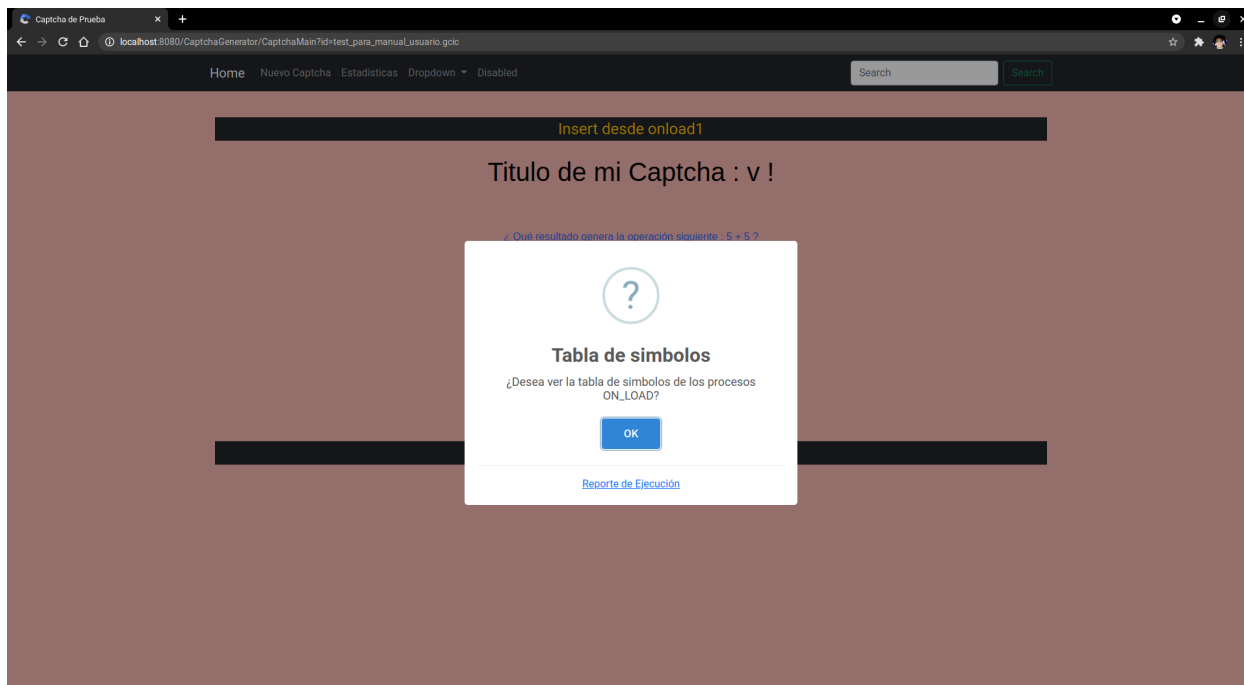 Captcha de Prueba
localhost:8080/CaptchaGenerator/CaptchaMain?id=test_para_manual_usuario.gcic
Home Nuevo Captcha Estadisticas Dropdown Disabled Search Search
Insert desde onload1
Titulo de mi Captcha : v !
¿ Qué resultado genera la operación siguiente : 5 + 5 ?
?
Tabla de simbolos
¿Desea ver la tabla de simbolos de los procesos
ON_LOAD?
OK
Reporte de Ejecución